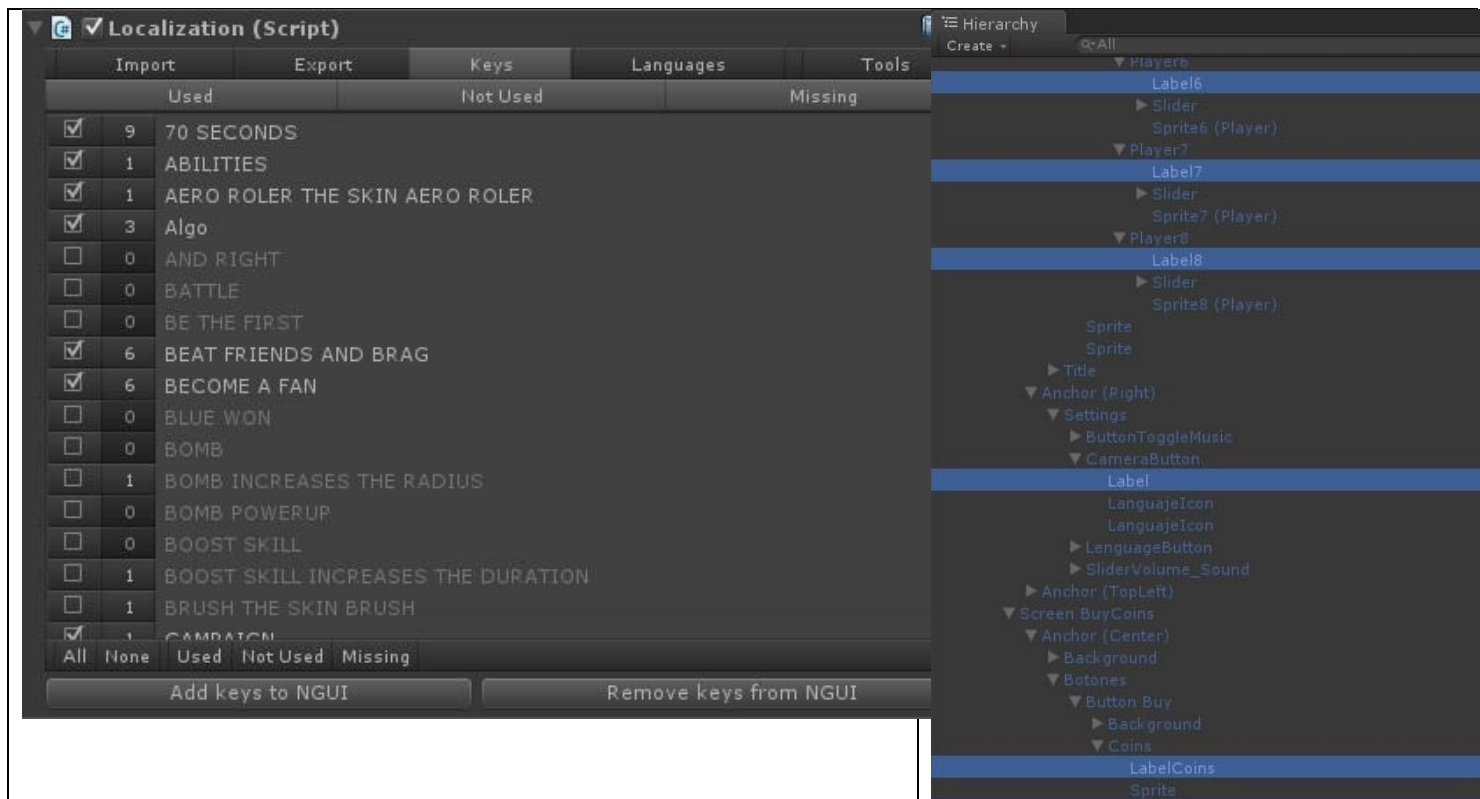 Localization (Script)
Import Export Keys Languages Tools
Used Not Used Missing
9 70 SECONDS
1 ABILITIES
1 AERO ROLER THE SKIN AERO ROLER
3 Algo
0 AND RIGHT
0 BATTLE
0 BE THE FIRST
6 BEAT FRIENDS AND BRAG
6 BECOME A FAN
0 BLUE WON
0 BOMB
1 BOMB INCREASES THE RADIUS
0 BOMB POWERUP
0 BOOST SKILL
1 BOOST SKILL INCREASES THE DURATION
1 BRUSH THE SKIN BRUSH
1 CAMPAIGN
All None Used Not Used Missing
Add keys to NGUI Remove keys from NGUI
Hierarchy
Create All
Player6
Label6
Slider
Sprite6 (Player)
Player7
Label7
Slider
Sprite7 (Player)
Player8
Label8
Slider
Sprite8 (Player)
Sprite
Sprite
Title
Anchor (Right)
Settings
ButtonToggleMusic
CameraButton
Label
LanguajeIcon
LanguajeIcon
LenguageButton
SliderVolume_Sound
Anchor (TopLeft)
Screen BuyCoins
Anchor (Center)
Background
Botones
Button Buy
Background
Coins
LabelCoins
Sprite